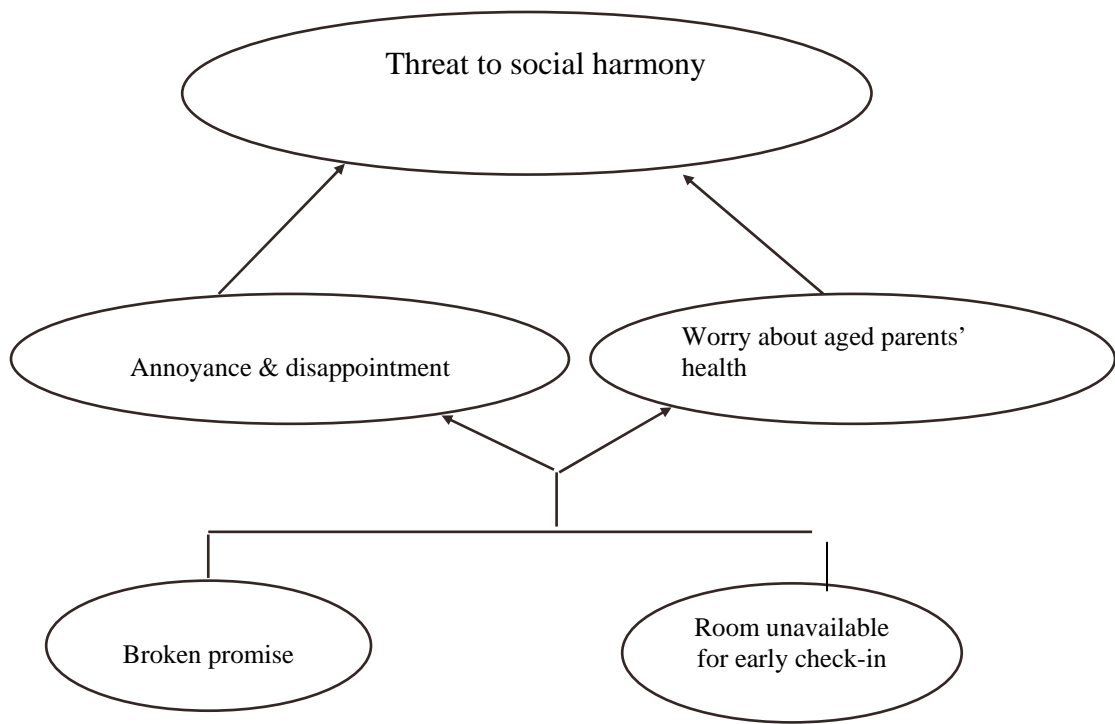 Threat to social harmony
Annoyance & disappointment
Worry about aged parents’
health
Broken promise
Room unavailable
for early check-in